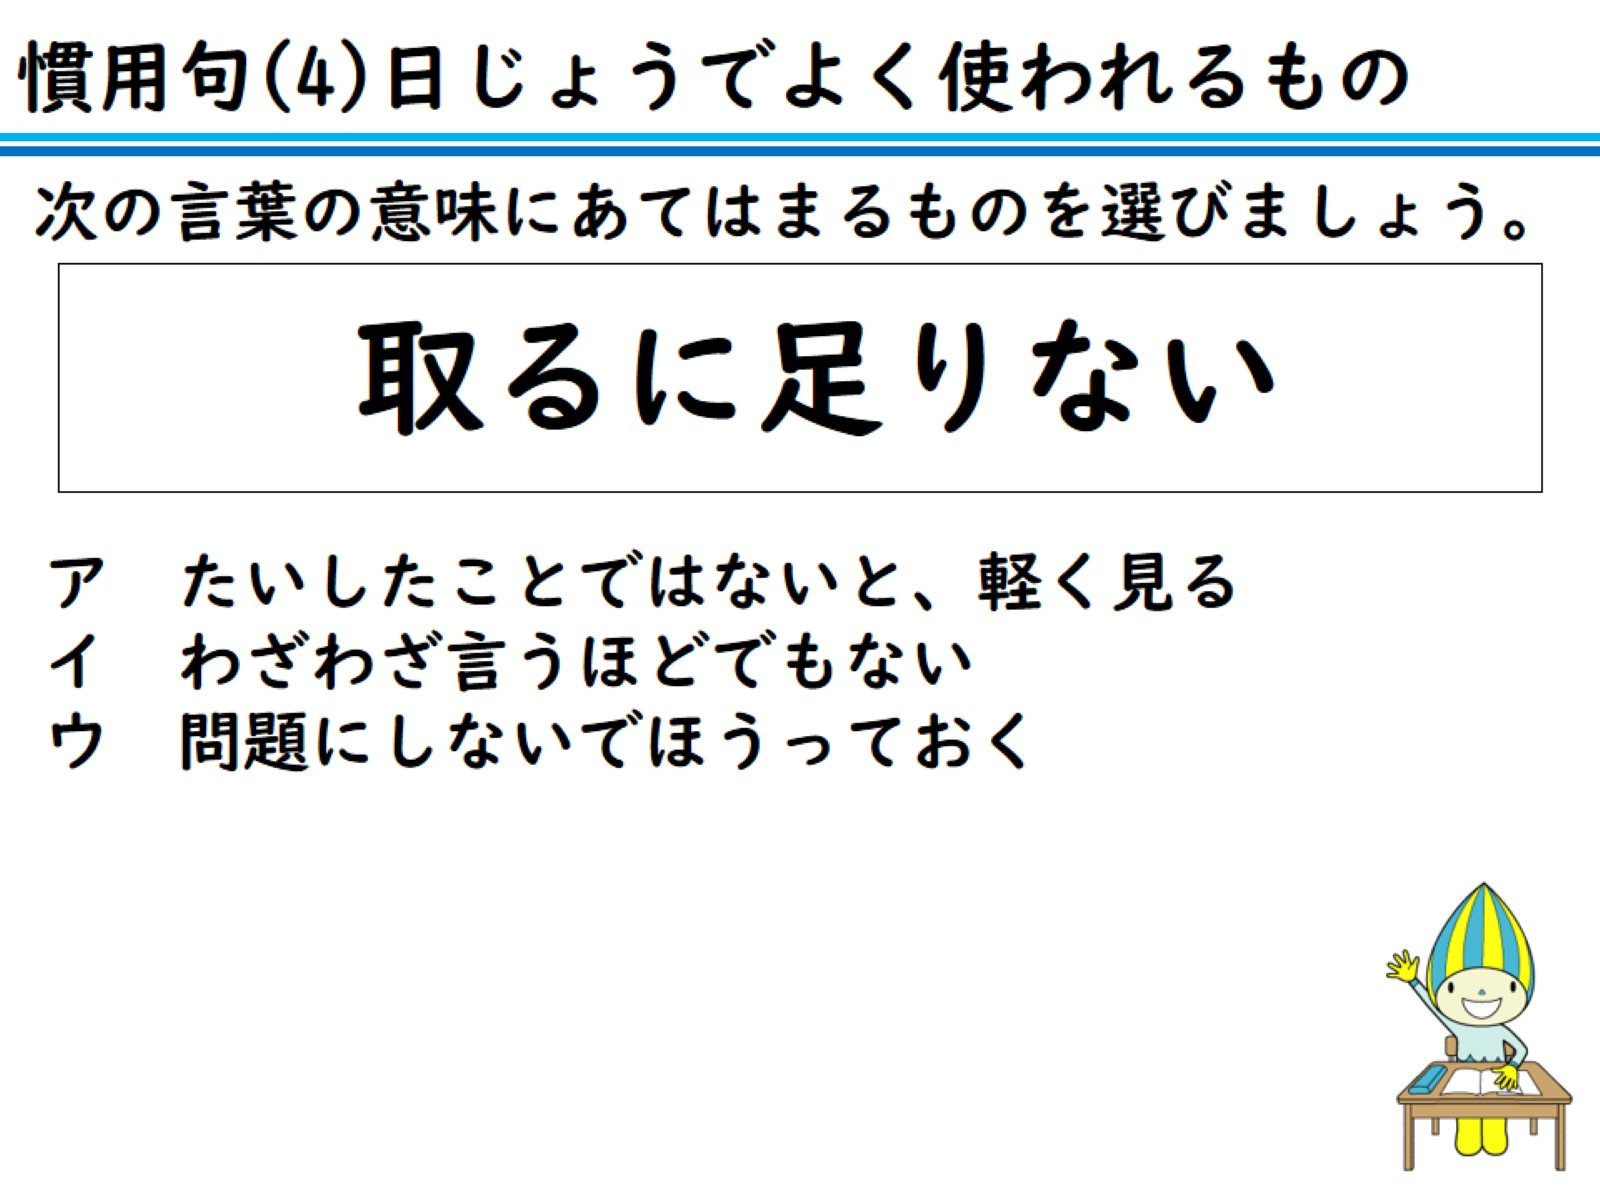 慣用句(4)日じょうでよく使われるもの
次の言葉の意味にあてはまるものを選びましょう。
取るに足りない
ア　たいしたことではないと、軽く見る
イ　わざわざ言うほどでもない
ウ　問題にしないでほうっておく